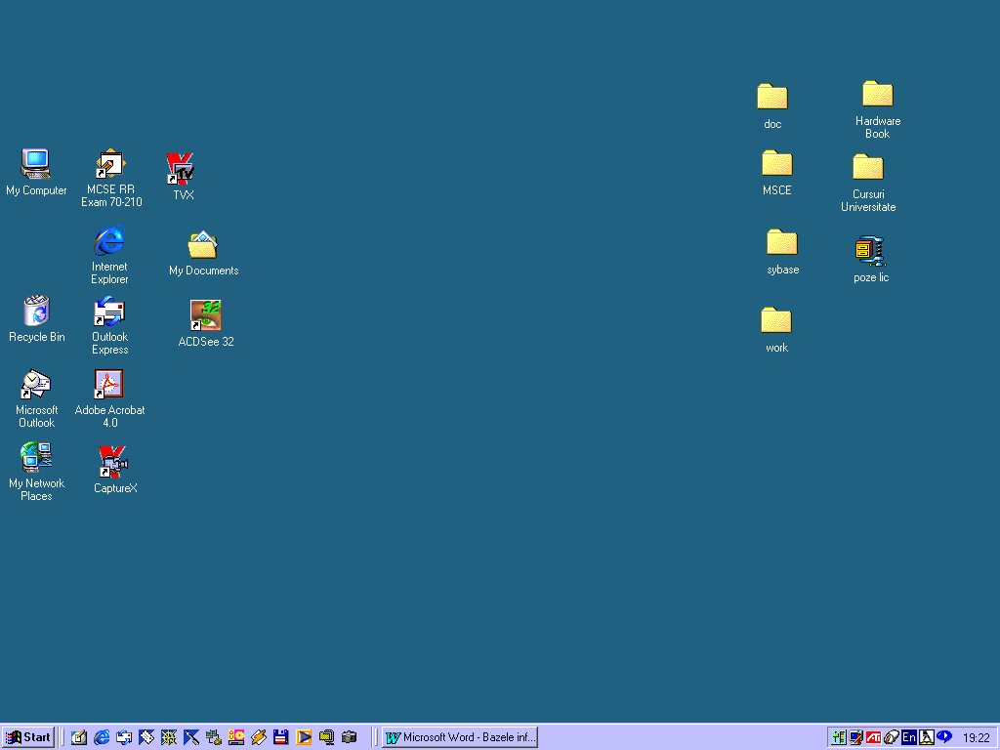 doc
Hardware
Book
My Computer
MCSE RR
Exam 70-210
TVX
MSCE
Cursuri
Universitate
Internet
Explorer
My Documents
sybase
poze lic
Recycle Bin
Outlook
Express
32
ACDSee 32
work
Microsoft
Outlook
Adobe Acrobat
4.0
My Network
Places
CaptureX
Start
Microsoft Word - Bazele inf...
ATI
En
19:22